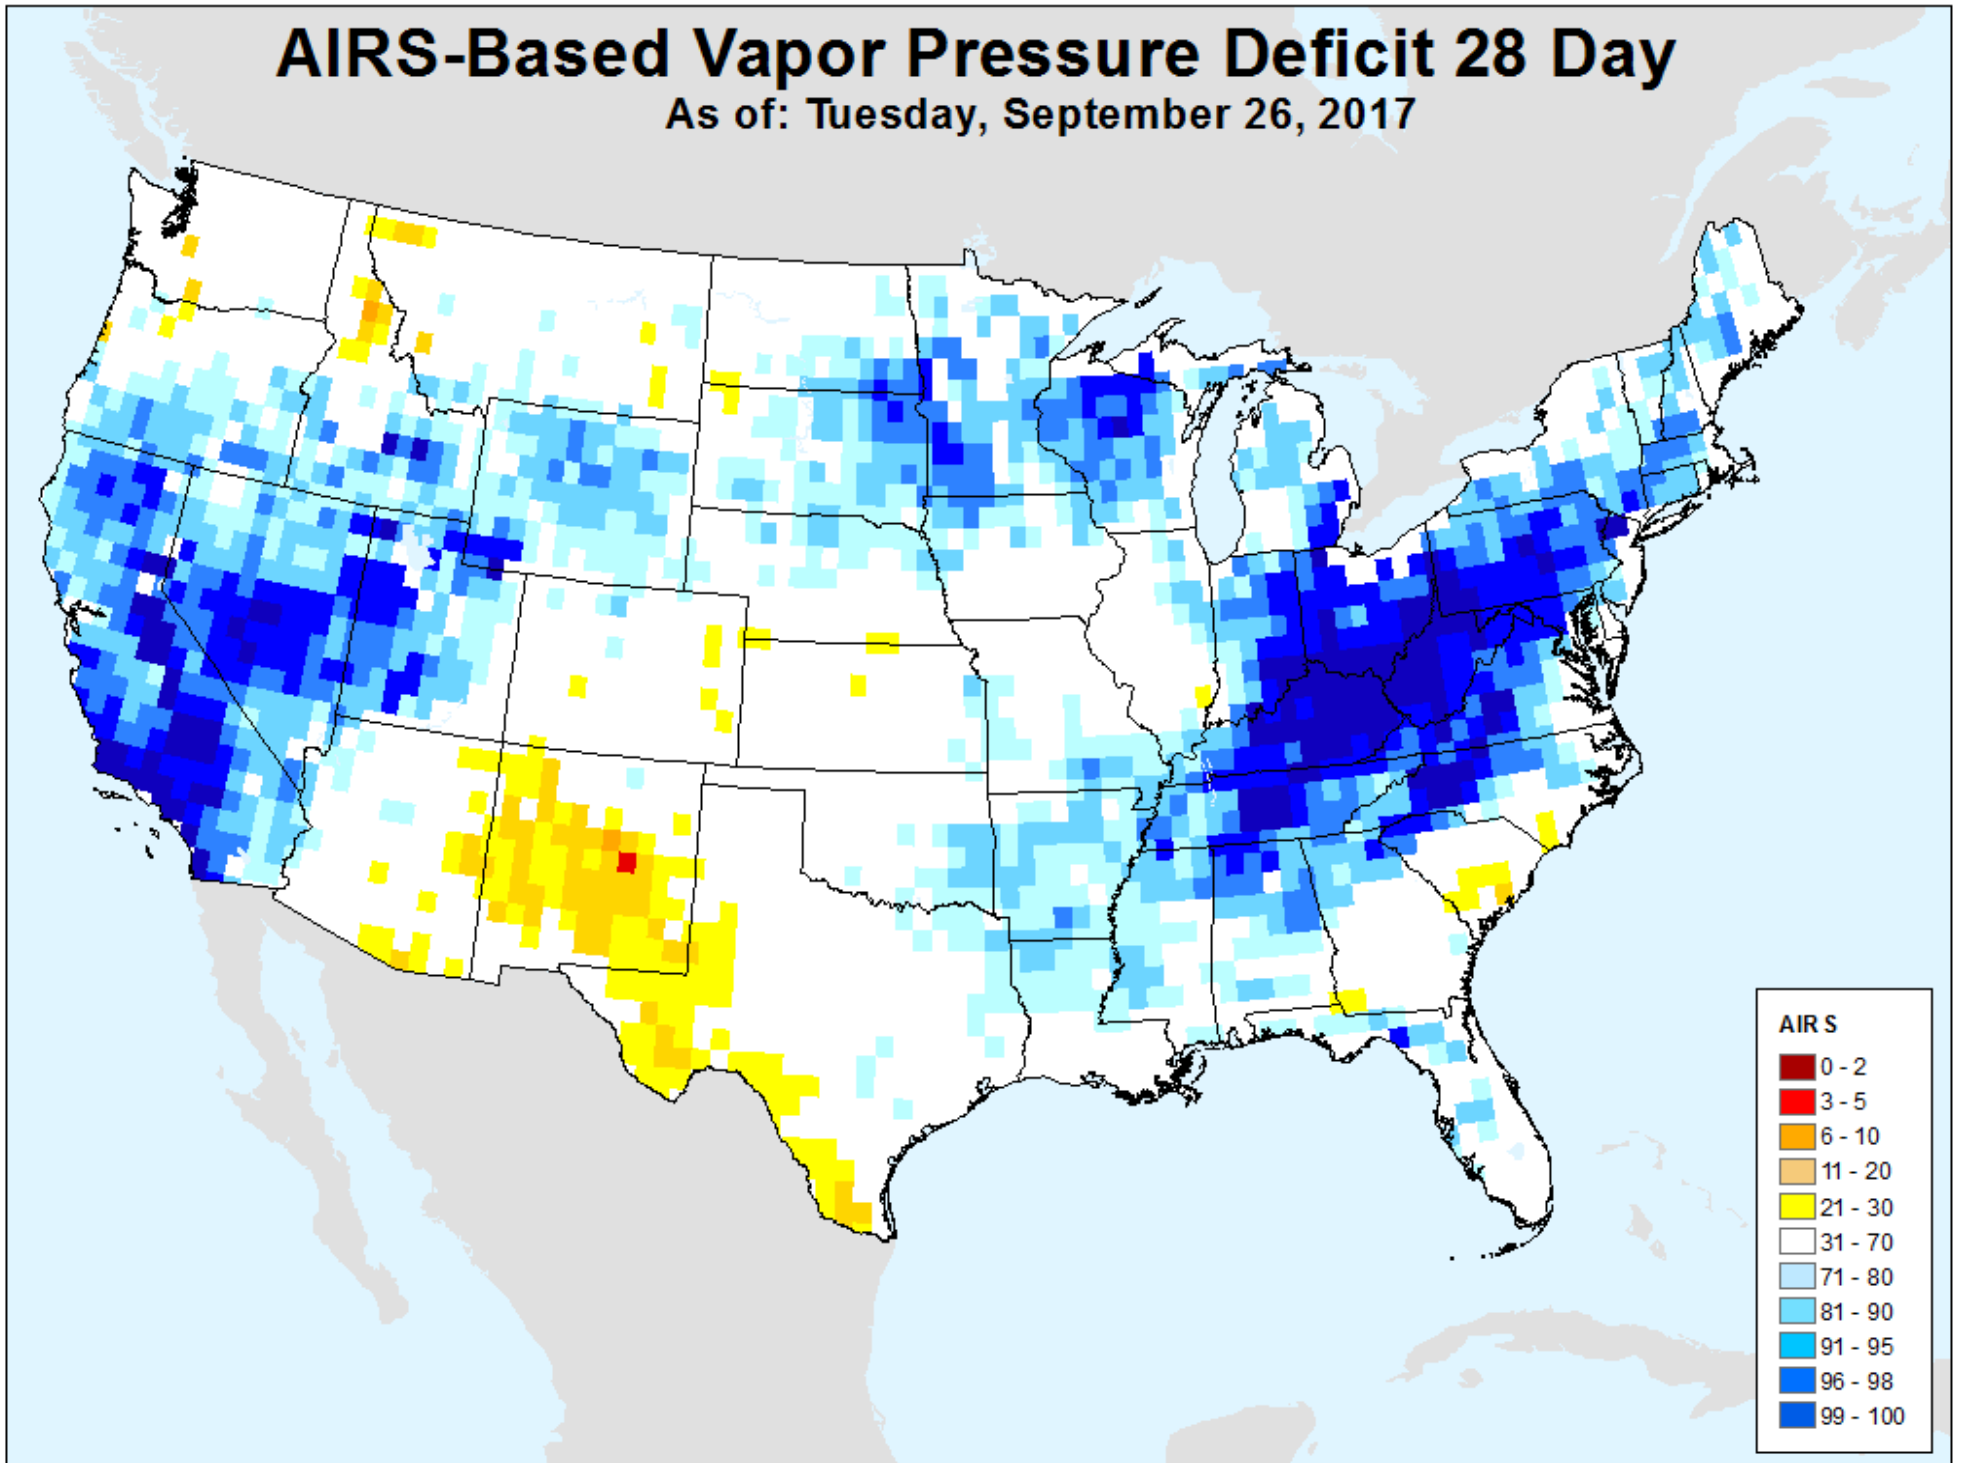 AIRS-Based Vapor Pressure Deficit 28 Day
As of: Tuesday, September 26, 2017
AIRS
0 - 2
3 - 5
6 - 10
11 - 20
21 - 30
31 - 70
71 - 80
81 - 90
91 - 95
96 - 98
99 - 100